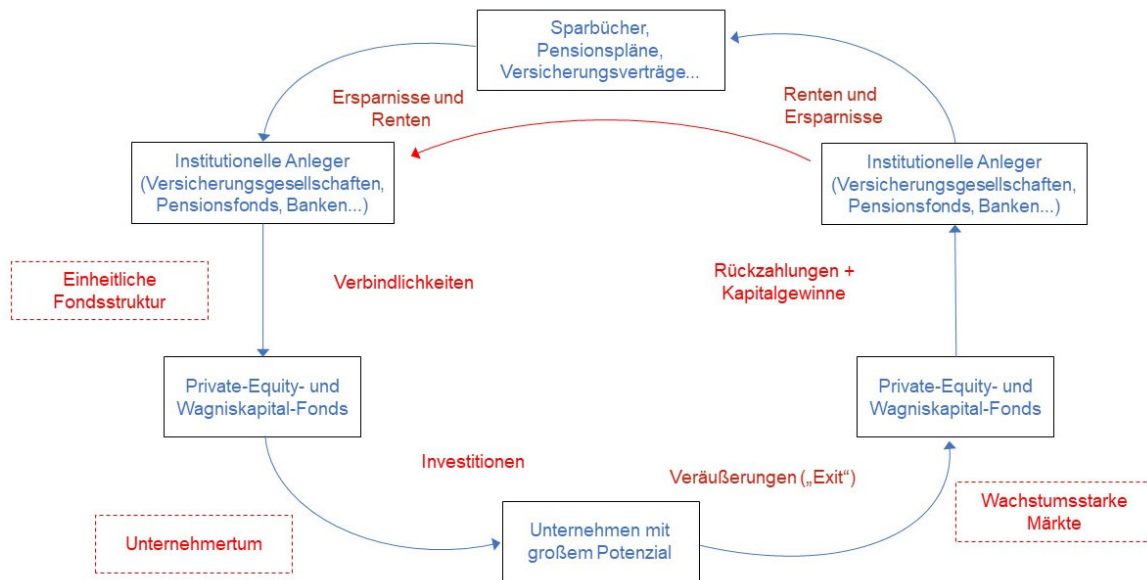 Sparbücher,
Pensionspläne,
Versicherungsverträge...
Ersparnisse und
Renten
Renten und
Ersparnisse
Institutionelle Anleger
(Versicherungsgesellschaften,
Pensionsfonds, Banken...)
Institutionelle Anleger
(Versicherungsgesellschaften,
Pensionsfonds, Banken...)
Einheitliche
Fondsstruktur
Verbindlichkeiten
Rückzahlungen +
Kapitalgewinne
Private-Equity- und
Wagniskapital-Fonds
Private-Equity- und
Wagniskapital-Fonds
Investitionen
Veräußerungen („Exit“)
Unternehmertum
Unternehmen mit
großem Potenzial
Wachstumsstarke
Märkte